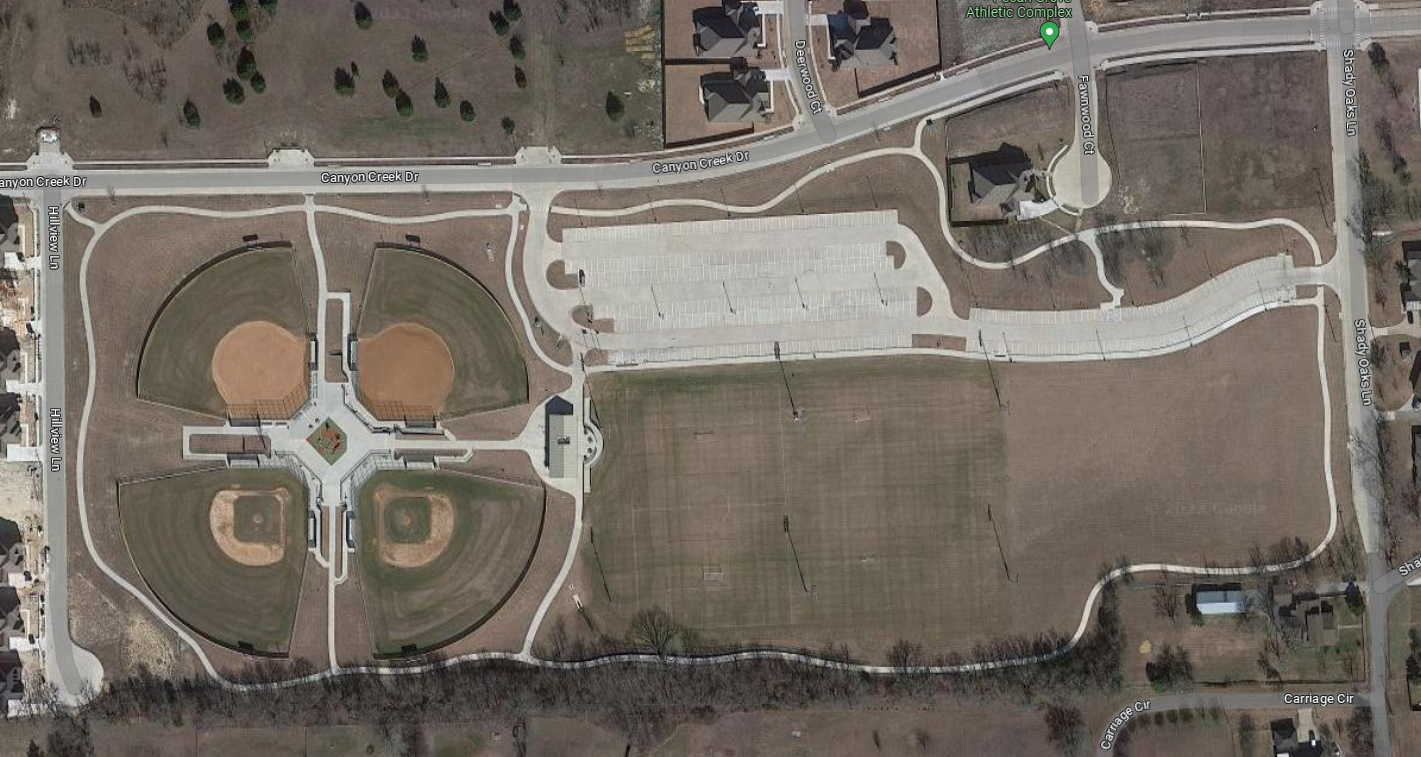 Athletic Complex
Deerwood Ct
Fawnwood Ct
Shady Oaks Ln
Canyon Creek Dr
Canyon Creek Dr
anyon Creek Dr
Hillview Ln
Shady Oaks Ln
Hillview Ln
Sha
Carriage Cir
Carriage Cir